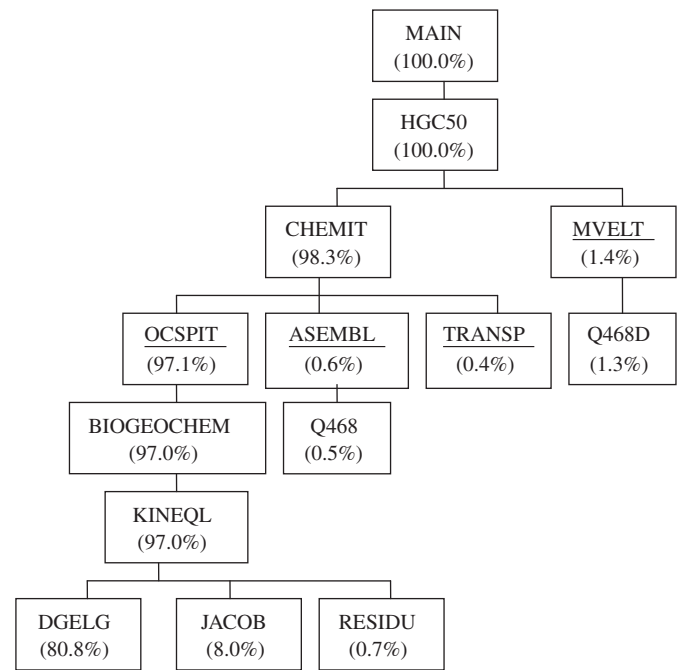 MAIN
(100.0%)
HGC50
(100.0%)
CHEMIT
(98.3%)
MVELT
(1.4%)
OCSPIT
(97.1%)
ASEMBL
(0.6%)
TRANSP
(0.4%)
Q468D
(1.3%)
BIOGEOCHEM
(97.0%)
Q468
(0.5%)
KINEQL
(97.0%)
DGELG
(80.8%)
JACOB
(8.0%)
RESIDU
(0.7%)